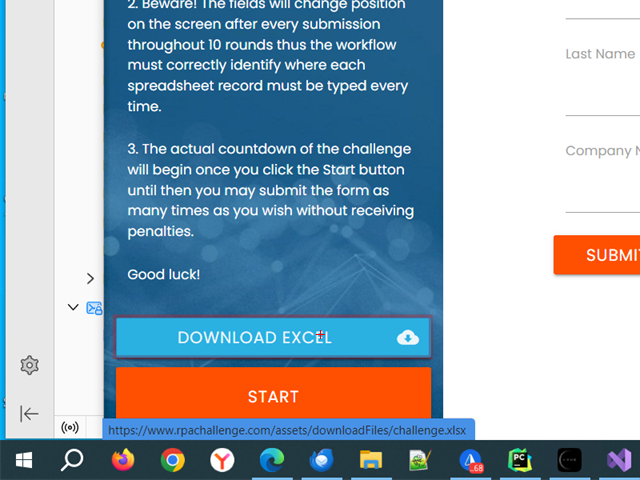 2. Beware! The fields will change position
on the screen after every submission
throughout 10 rounds thus the workflow
must correctly identify where each
spreadsheet record must be typed every
time.
3. The actual countdown of the challenge
will begin once you click the Start button
until then you may submit the form as
many times as you wish without receiving
penalties.
Good luck!
DOWNLOAD EXCEL
START
https://www.rpachallenge.com/assets/downloadFiles/challenge.xlsx
Last Name
Company N
SUBMI
PC
.68